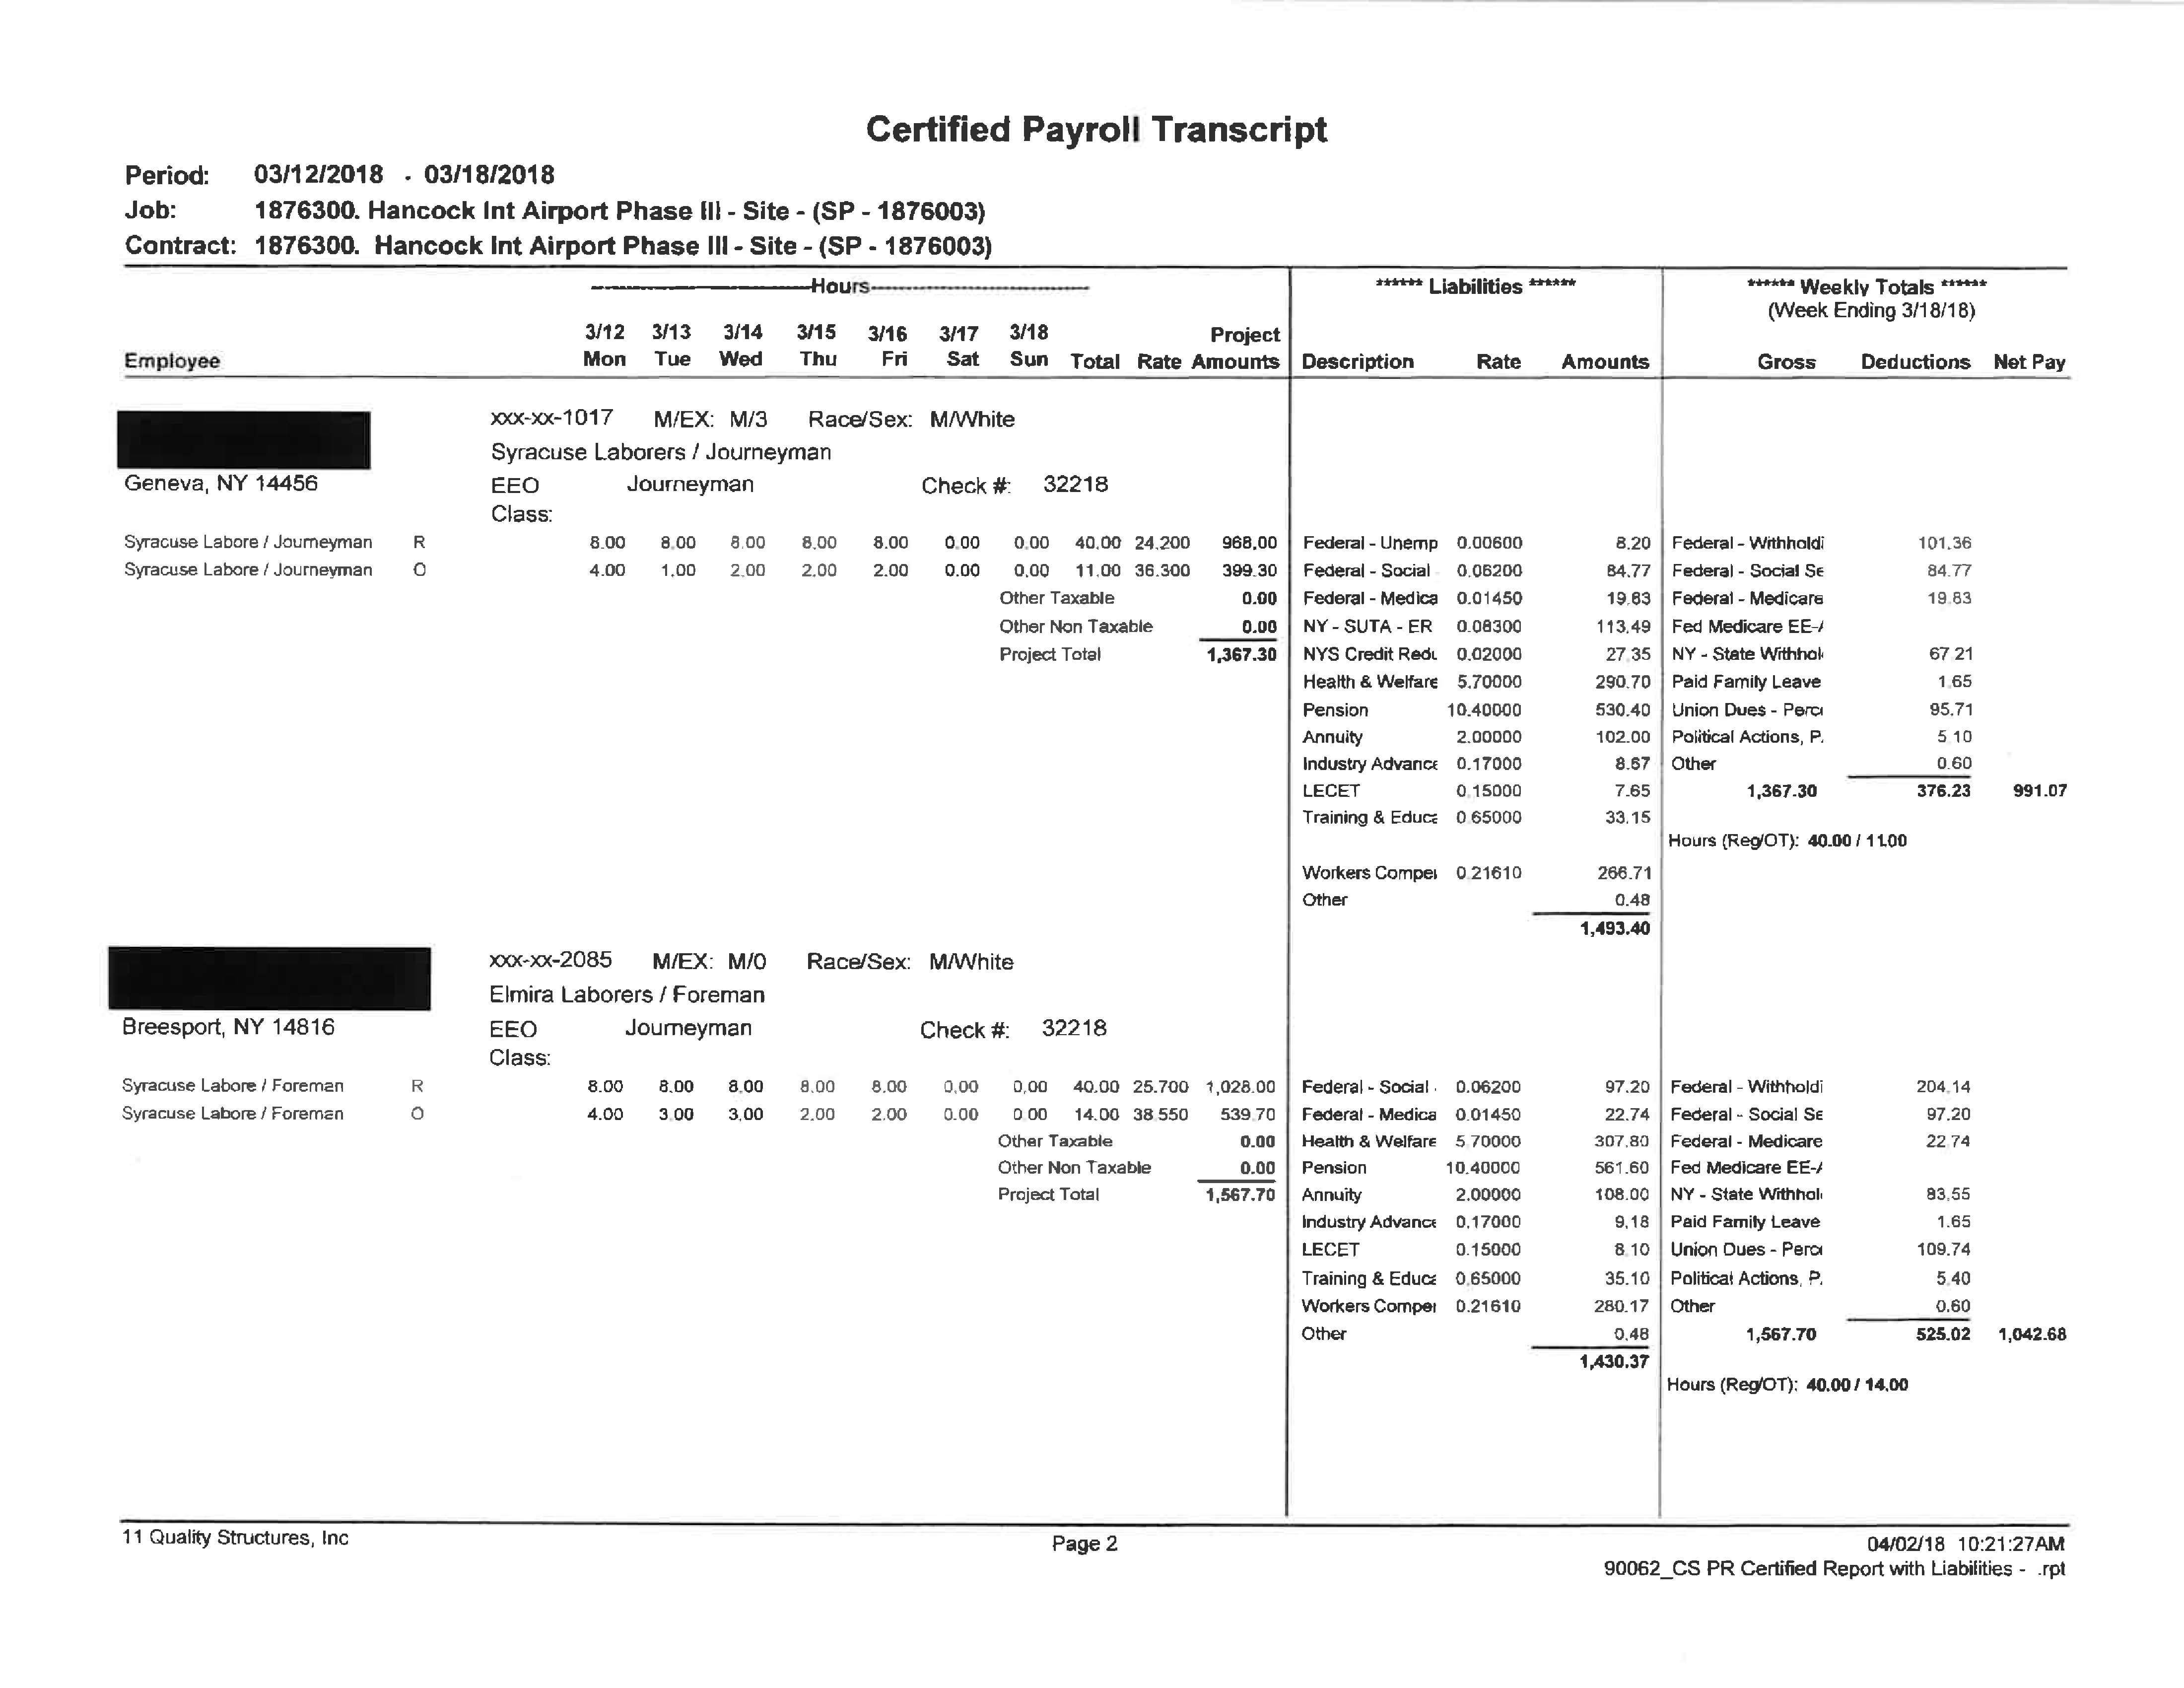 Certified Payroll Transcript
Period: 03/12/2018 - 03/18/2018
Job: 1876300. Hancock Int Airport Phase III - Site - (SP - 1876003)
Contract: 1876300. Hancock Int Airport Phase III - Site - (SP - 1876003)
Hours ****** Liabilities ****** ****** Weekly Totals ******
(Week Ending 3/18/18)
3/12 3/13 3/14 3/15 3/16 3/17 3/18 Project
Employee Mon Tue Wed Thu Fri Sat Sun Total Rate Amounts Description Rate Amounts Gross Deductions Net Pay
xxx-xx-1017 M/EX: M/3 Race/Sex: M/White
Syracuse Laborers / Journeyman
Geneva, NY 14456 EEO Journeyman Check #: 32218
Class:
Syracuse Labore / Journeyman R 8.00 8.00 8.00 8.00 8.00 0.00 0.00 40.00 24.200 968.00 Federal - Unemp 0.00600 8.20 Federal - Withholdi 101.36
Syracuse Labore / Journeyman O 4.00 1.00 2.00 2.00 2.00 0.00 0.00 11.00 36.300 399.30 Federal - Social 0.06200 84.77 Federal - Social Se 84.77
Other Taxable 0.00 Federal - Medica 0.01450 19.83 Federal - Medicare 19.83
Other Non Taxable 0.00 NY - SUTA - ER 0.08300 113.49 Fed Medicare EE-/
Project Total 1,367.30 NYS Credit Redu 0.02000 27.35 NY - State Withhol 67.21
Health & Welfare 5.70000 290.70 Paid Family Leave 1.65
Pension 10.40000 530.40 Union Dues - Perc 95.71
Annuity 2.00000 102.00 Political Actions, P. 5.10
Industry Advance 0.17000 8.67 Other 0.60
LECET 0.15000 7.65 1,367.30 376.23 991.07
Training & Educa 0.65000 33.15
Hours (Reg/OT): 40.00 / 11.00
Workers Compe 0.21610 266.71
Other 0.48
1,493.40
xxx-xx-2085 M/EX: M/0 Race/Sex: M/White
Elmira Laborers / Foreman
Breesport, NY 14816 EEO Journeyman Check #: 32218
Class:
Syracuse Labore / Foreman R 8.00 8.00 8.00 8.00 8.00 0.00 0.00 40.00 25.700 1,028.00 Federal - Social 0.06200 97.20 Federal - Withholdi 204.14
Syracuse Labore / Foreman O 4.00 3.00 3.00 2.00 2.00 0.00 0.00 14.00 38.550 539.70 Federal - Medica 0.01450 22.74 Federal - Social Se 97.20
Other Taxable 0.00 Health & Welfare 5.70000 307.80 Federal - Medicare 22.74
Other Non Taxable 0.00 Pension 10.40000 561.60 Fed Medicare EE-/
Project Total 1,567.70 Annuity 2.00000 108.00 NY - State Withhol 83.55
Industry Advance 0.17000 9.18 Paid Family Leave 1.65
LECET 0.15000 8.10 Union Dues - Perc 109.74
Training & Educa 0.65000 35.10 Political Actions, P. 5.40
Workers Compe 0.21610 280.17 Other 0.60
Other 0.48 1,567.70 525.02 1,042.68
1,430.37
Hours (Reg/OT): 40.00 / 14.00
11 Quality Structures, Inc Page 2 04/02/18 10:21:27AM
90062_CS PR Certified Report with Liabilities - .rpt